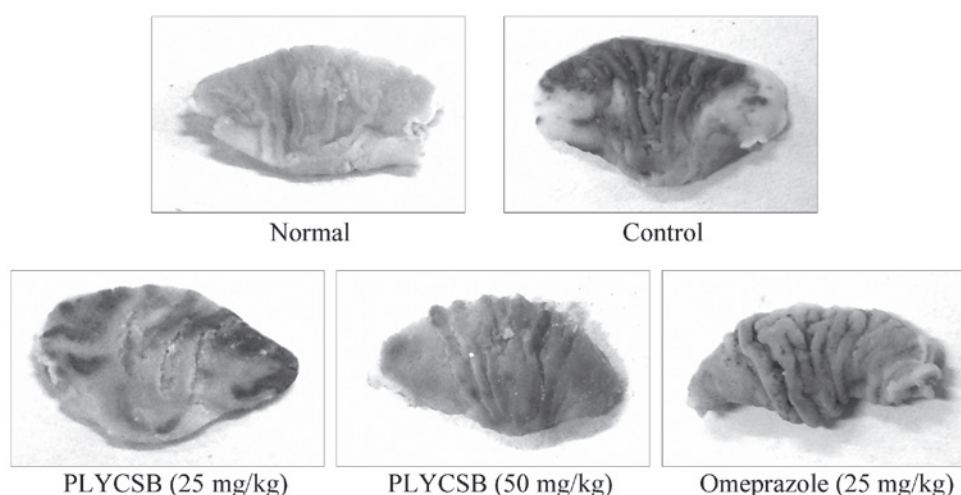 Normal
Control
PLYCSB (25 mg/kg)
PLYCSB (50 mg/kg)
Omeprazole (25 mg/kg)